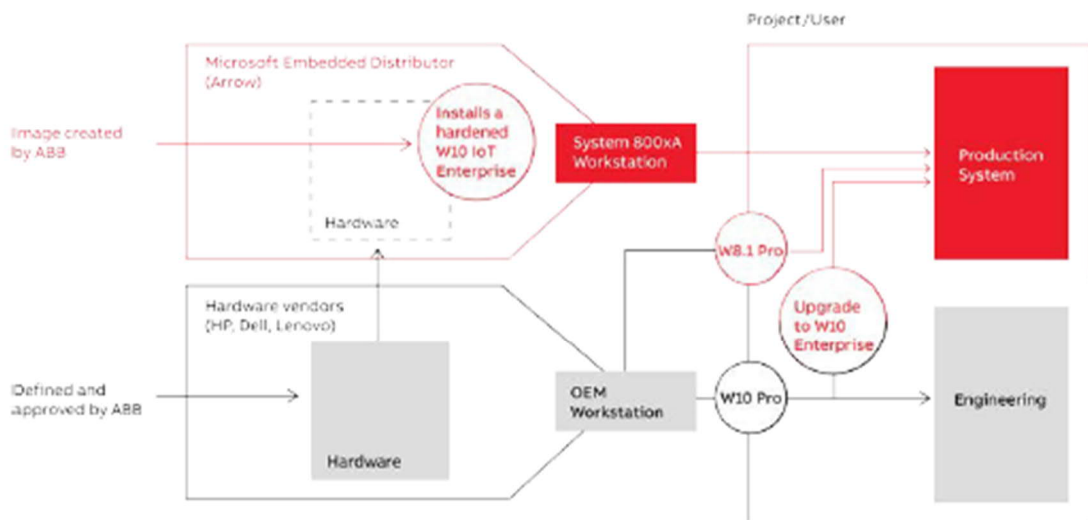 Project/User
Microsoft Embedded Distributor
(Arrow)
Image created
by ABB
Installs a
hardened
W10 IoT
Enterprise
Hardware
System 800xA
Workstation
Production
System
W8.1 Pro
Hardware vendors
(HP, Dell, Lenovo)
Upgrade
to W10
Enterprise
Defined and
approved by ABB
Hardware
OEM
Workstation
W10 Pro
Engineering